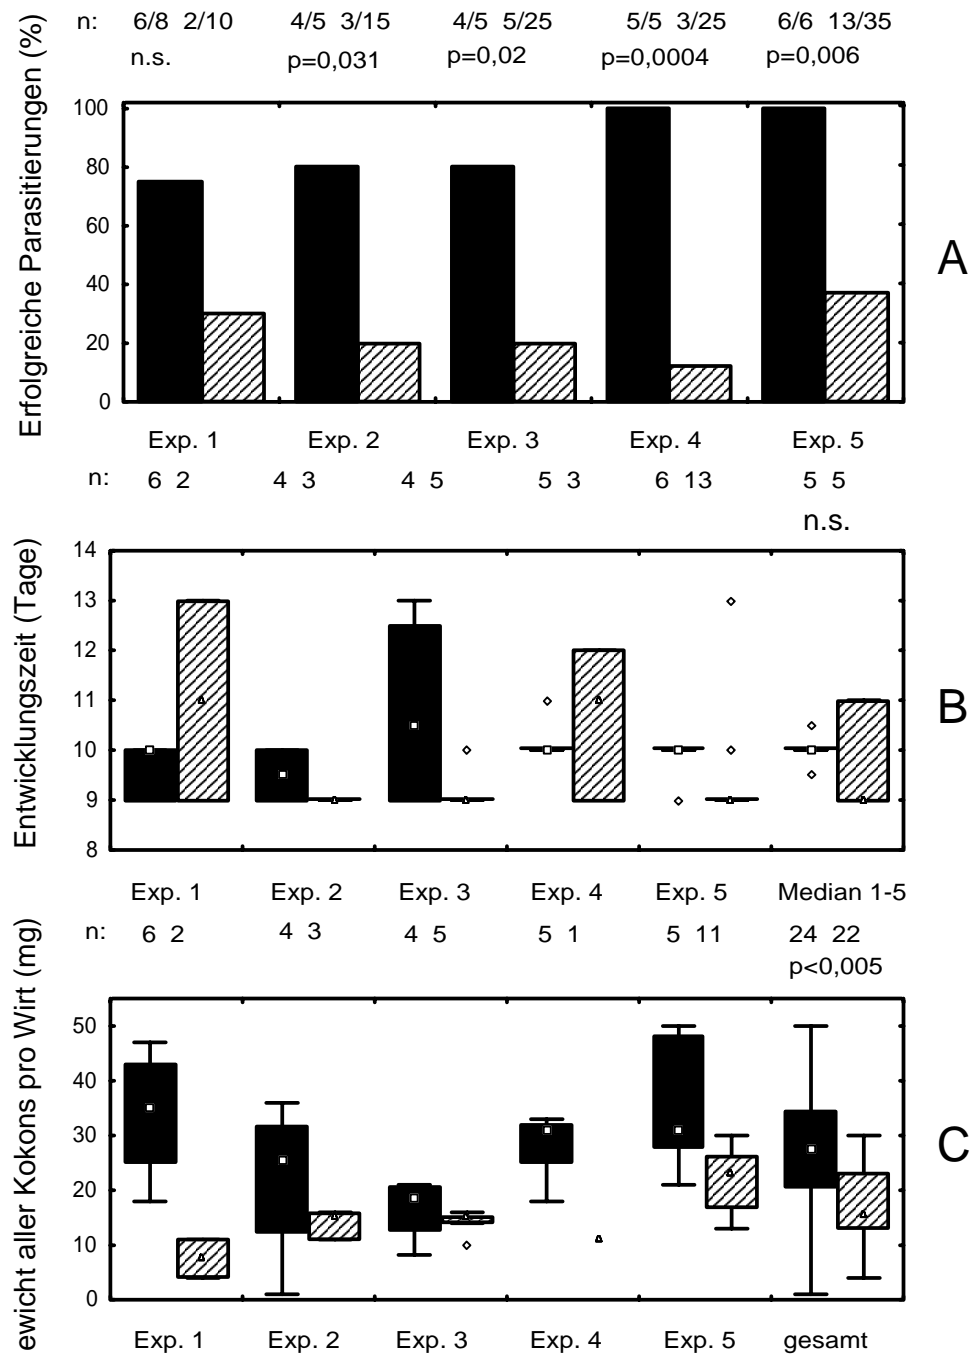 n: 6/8 2/10 4/5 3/15 4/5 5/25 5/5 3/25 6/6 13/35
n.s. p=0,031 p=0,02 p=0,0004 p=0,006
Erfolgreiche Parasitierungen (%)
100
80
60
40
20
0
A
Exp. 1 Exp. 2 Exp. 3 Exp. 4 Exp. 5
n: 6 2 4 3 4 5 5 3 6 13 5 5
n.s.
Entwicklungszeit (Tage)
14
13
12
11
10
9
8
B
Exp. 1 Exp. 2 Exp. 3 Exp. 4 Exp. 5 Median 1-5
n: 6 2 4 3 4 5 5 1 5 11 24 22
p<0,005
ewicht aller Kokons pro Wirt (mg)
50
40
30
20
10
0
C
Exp. 1 Exp. 2 Exp. 3 Exp. 4 Exp. 5 gesamt